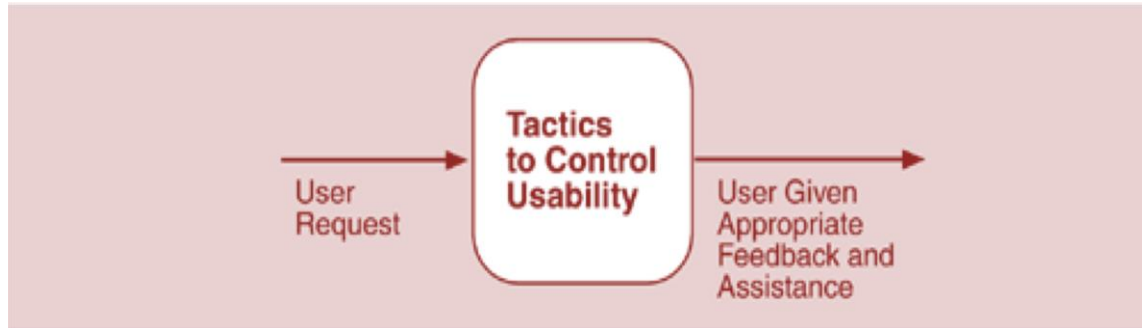 Tactics
to Control
Usability
User
Request
User Given
Appropriate
Feedback and
Assistance